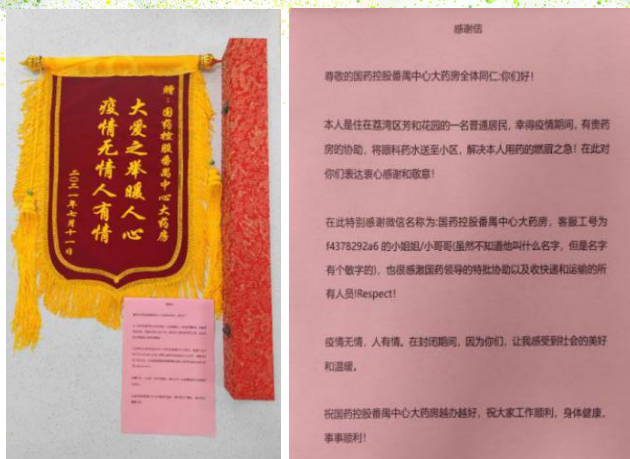 赠：国药控股番禺中心大药房
大爱之举暖人心
疫情无情人有情
二〇二一年七月十一日
感谢信
尊敬的国药控股番禺中心大药房全体同仁:你们好！
本人是住在荔湾区芳和花园的一名普通居民，幸得疫情期间，有贵药
房的协助，将眼科药水送至小区，解决本人用药的燃眉之急！在此对
你们表达衷心感谢和敬意！
在此特别感谢微信名称为:国药控股番禺中心大药房，客服工号为
f4378292a6 的小姐姐/小哥哥(虽然不知道他叫什么名字，但是名字
有个敏字的)，也很感激国药领导的特批协助以及收快递和运输的所
有人员!Respect！
疫情无情，人有情。在封闭期间，因为你们，让我感受到社会的美好
和温暖。
祝国药控股番禺中心大药房越办越好，祝大家工作顺利，身体健康，
事事顺利！